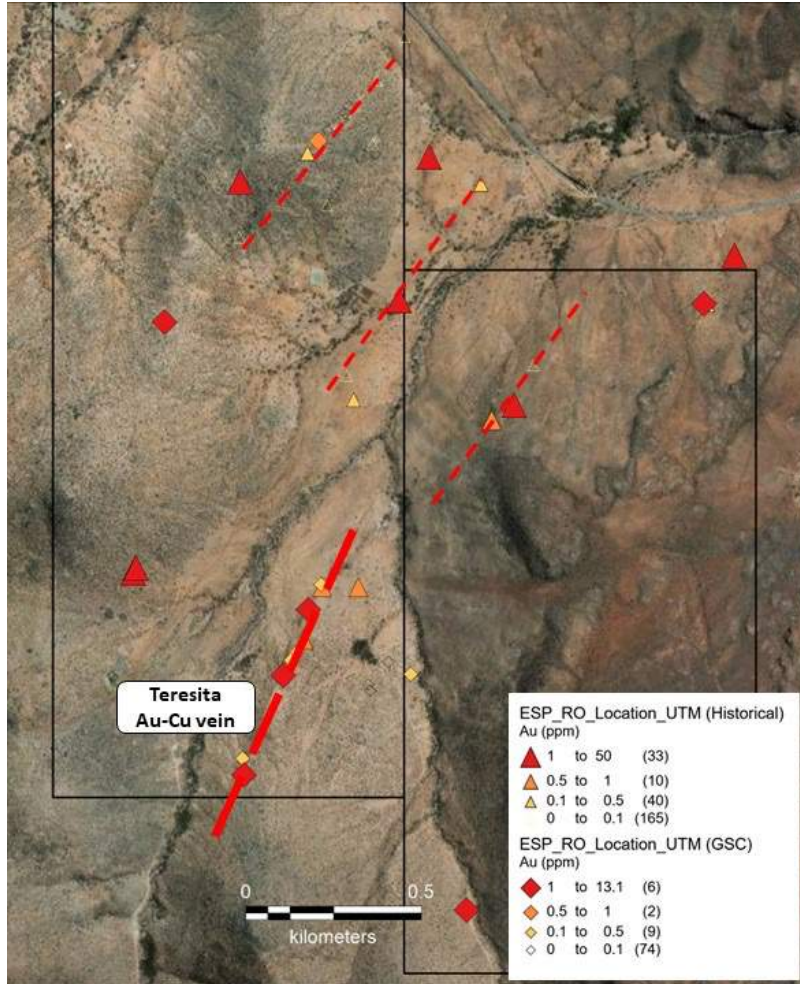 Teresita
Au-Cu vein
0 0.5
kilometers
ESP_RO_Location_UTM (Historical)
Au (ppm)
1 to 50 (33)
0.5 to 1 (10)
0.1 to 0.5 (40)
0 to 0.1 (165)
ESP_RO_Location_UTM (GSC)
Au (ppm)
1 to 13.1 (6)
0.5 to 1 (2)
0.1 to 0.5 (9)
0 to 0.1 (74)